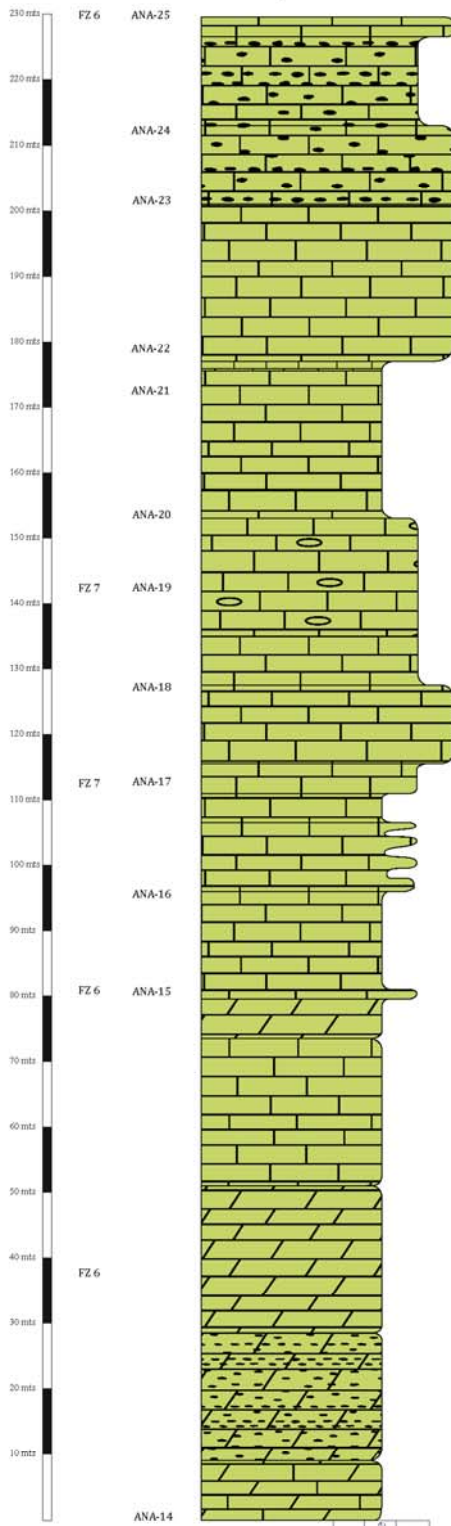 230 mts FZ 6 ANA-25
220 mts
ANA-24
210 mts
ANA-23
200 mts
190 mts
180 mts
ANA-22
ANA-21
170 mts
160 mts
ANA-20
150 mts
FZ 7 ANA-19
140 mts
130 mts
ANA-18
120 mts
FZ 7 ANA-17
110 mts
100 mts
ANA-16
90 mts
FZ 6 ANA-15
80 mts
70 mts
60 mts
50 mts
40 mts
FZ 6
30 mts
20 mts
10 mts
ANA-14